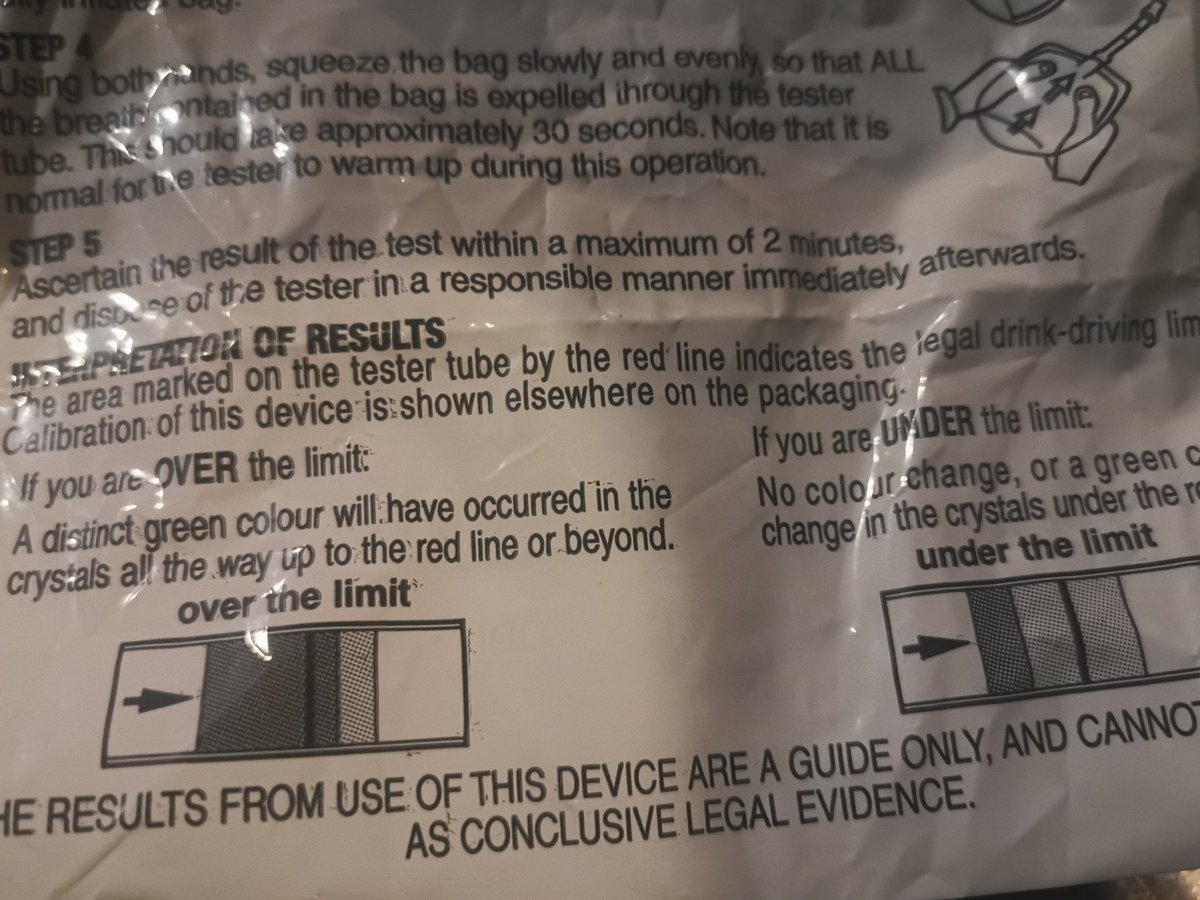 bag.
STEP 4
Using both hands, squeeze the bag slowly and evenly, so that ALL
the breath contained in the bag is expelled through the tester
tube. This should take approximately 30 seconds. Note that it is
normal for the tester to warm up during this operation.
STEP 5
Ascertain the result of the test within a maximum of 2 minutes,
and dispose of the tester in a responsible manner immediately afterwards.
INTERPRETATION OF RESULTS
The area marked on the tester tube by the red line indicates the legal drink-driving lim
Calibration of this device is shown elsewhere on the packaging.
If you are OVER the limit:
A distinct green colour will have occurred in the
crystals all the way up to the red line or beyond.
over the limit
If you are UNDER the limit:
No colour change, or a green c
change in the crystals under the re
under the limit
HE RESULTS FROM USE OF THIS DEVICE ARE A GUIDE ONLY, AND CANNOT
AS CONCLUSIVE LEGAL EVIDENCE.